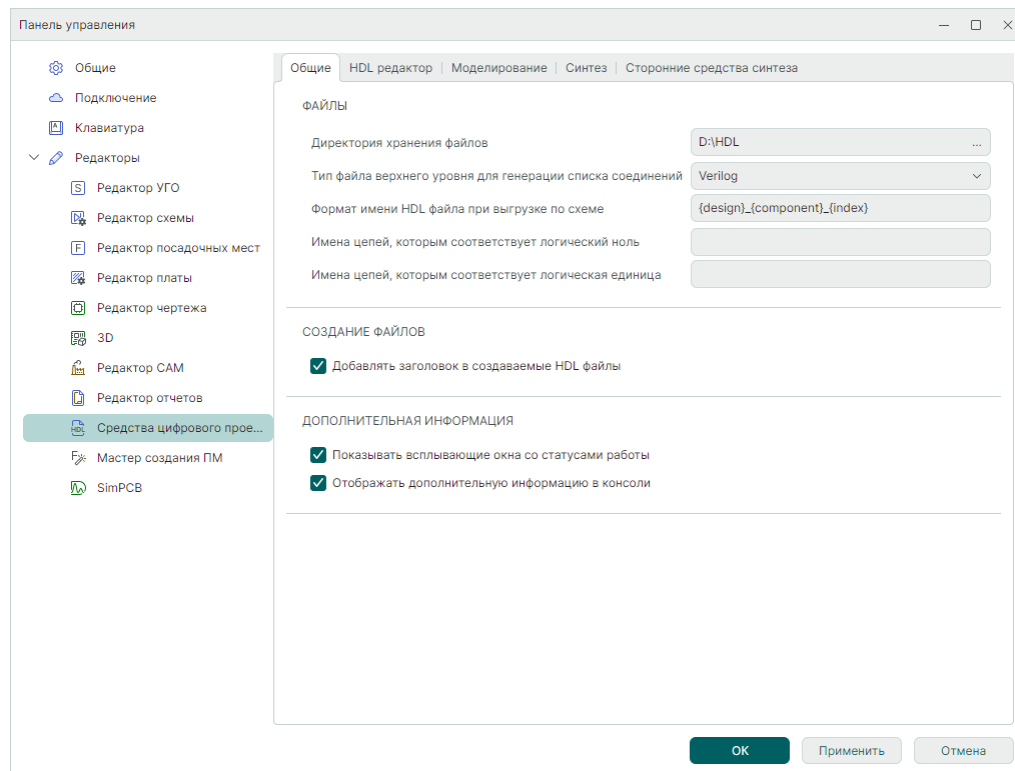 Панель управления
Общие
Подключение
Клавиатура
Редакторы
Редактор УГО
Редактор схемы
Редактор посадочных мест
Редактор платы
Редактор чертежа
3D
Редактор CAM
Редактор отчетов
Средства цифрового прое...
Мастер создания ПМ
SimPCB
Общие HDL редактор Моделирование Синтез Сторонние средства синтеза
ФАЙЛЫ
Директория хранения файлов D:\HDL ...
Тип файла верхнего уровня для генерации списка соединений Verilog
Формат имени HDL файла при выгрузке по схеме {design}_{component}_{index}
Имена цепей, которым соответствует логический ноль
Имена цепей, которым соответствует логическая единица
СОЗДАНИЕ ФАЙЛОВ
Добавлять заголовок в создаваемые HDL файлы
ДОПОЛНИТЕЛЬНАЯ ИНФОРМАЦИЯ
Показывать всплывающие окна со статусами работы
Отображать дополнительную информацию в консоли
ОК Применить Отмена